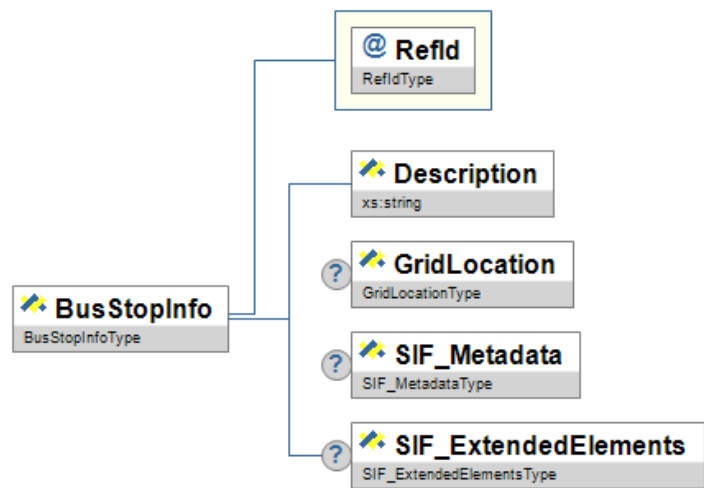 @ RefId
RefIdType
Description
xs:string
? GridLocation
GridLocationType
BusStopInfo
BusStopInfoType
? SIF_Metadata
SIF_MetadataType
? SIF_ExtendedElements
SIF_ExtendedElementsType